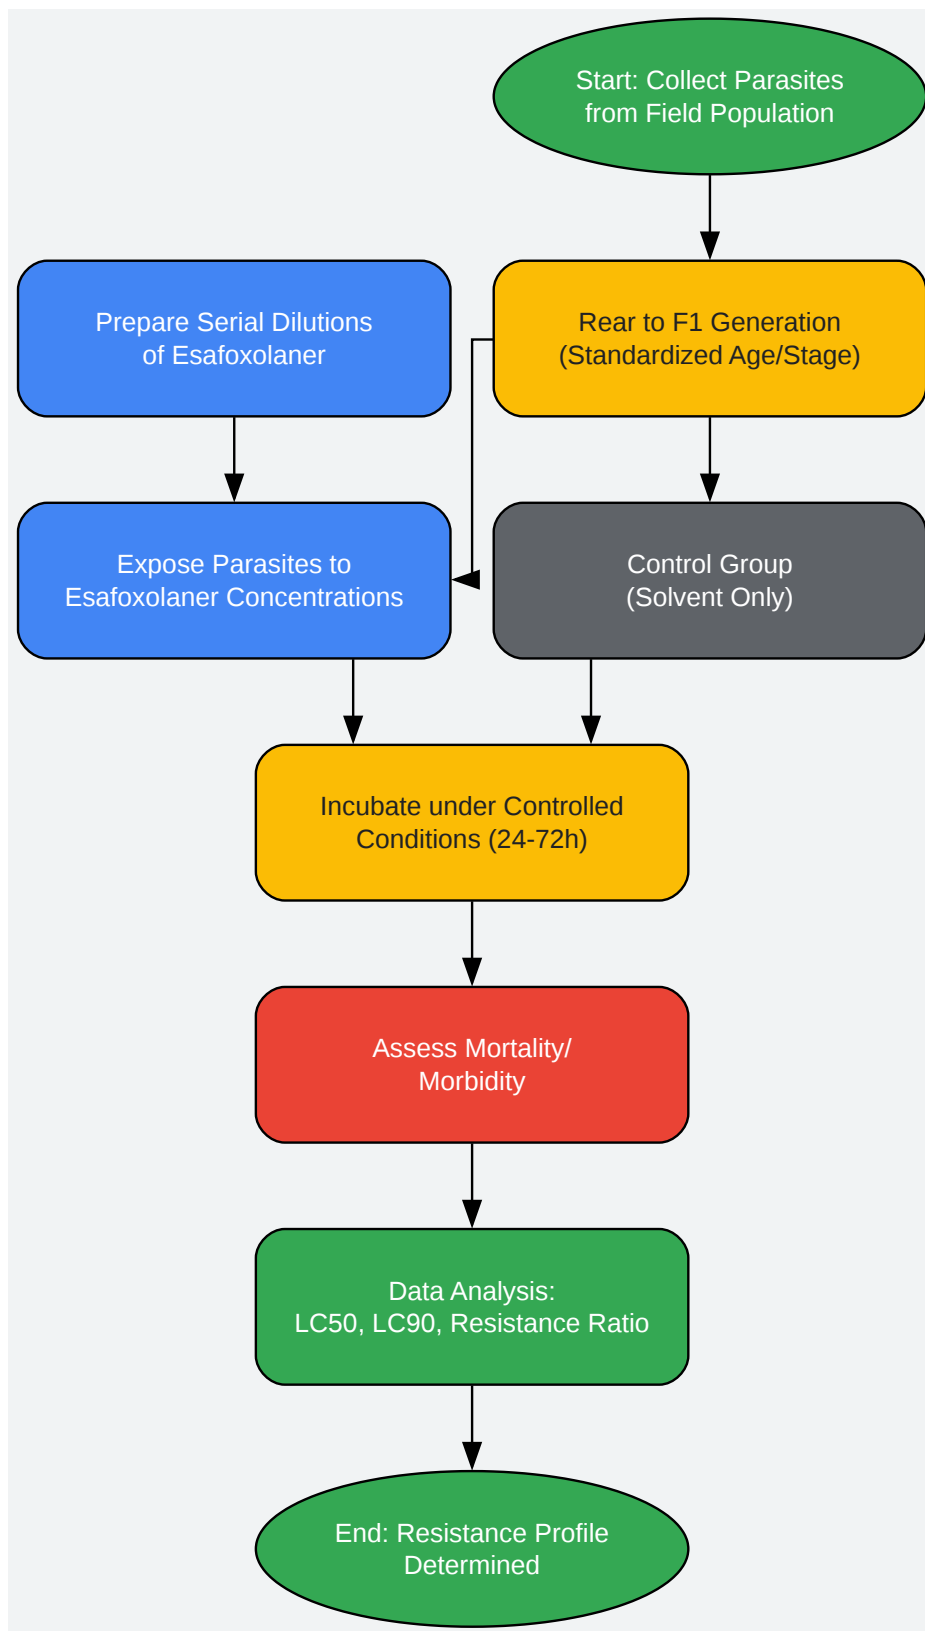 Start: Collect Parasites
from Field Population
Prepare Serial Dilutions
of Esafoxolaner
Rear to F1 Generation
(Standardized Age/Stage)
Expose Parasites to
Esafoxolaner Concentrations
Control Group
(Solvent Only)
Incubate under Controlled
Conditions (24-72h)
Assess Mortality/
Morbidity
Data Analysis:
LC50, LC90, Resistance Ratio
End: Resistance Profile
Determined